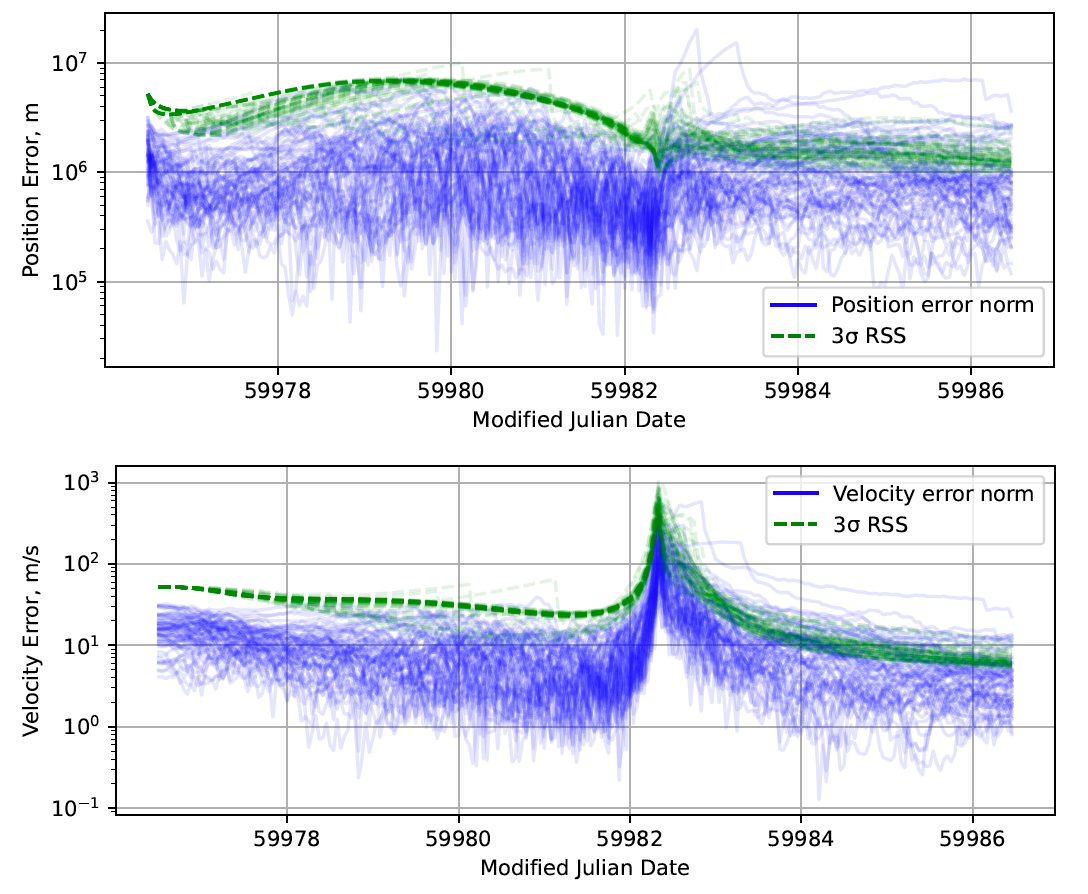 Position Error, m
10⁷
10⁶
10⁵
Position error norm
3σ RSS
59978 59980 59982 59984 59986
Modified Julian Date
Velocity Error, m/s
10³
10²
10¹
10⁰
10⁻¹
Velocity error norm
3σ RSS
59978 59980 59982 59984 59986
Modified Julian Date